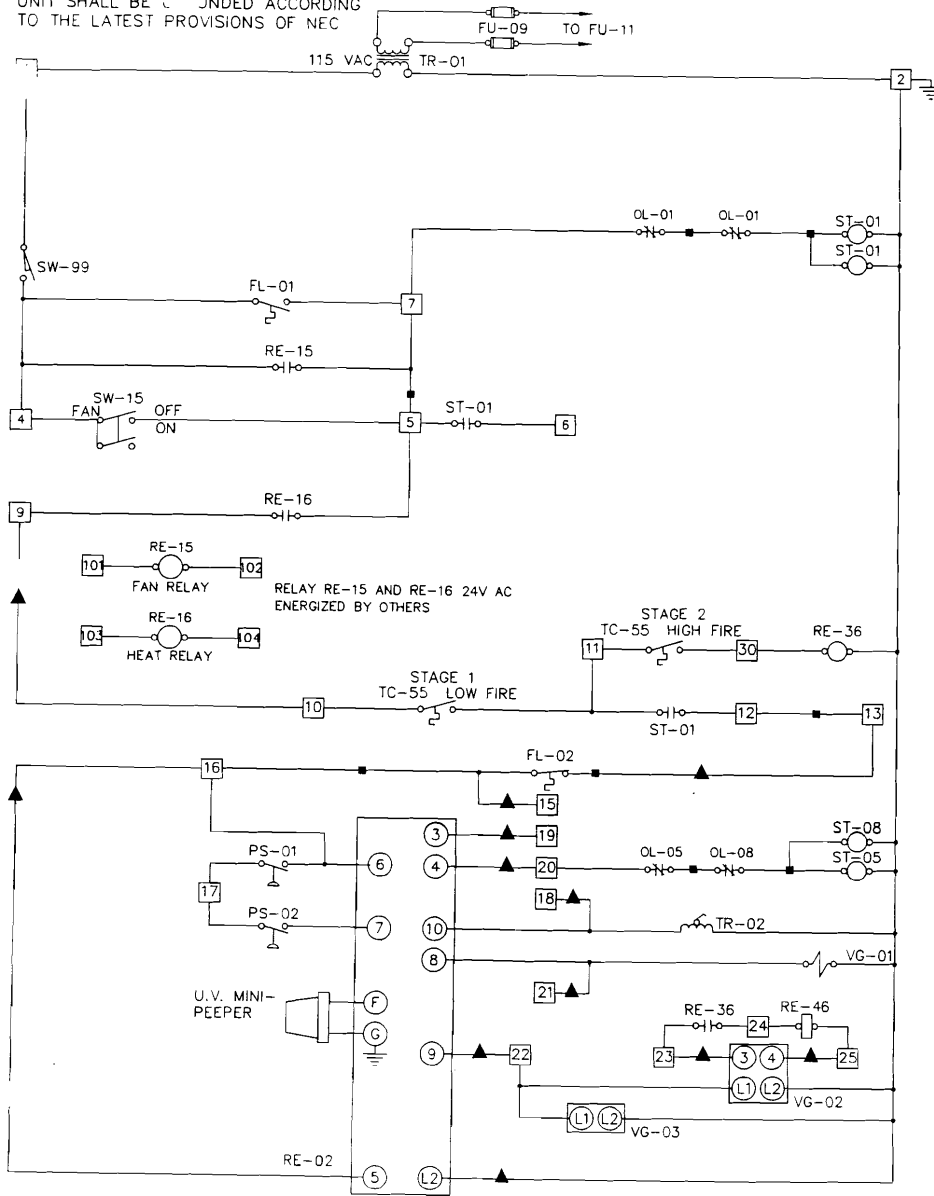 UNIT SHALL BE
ACCORDING
TO THE LATEST PROVISIONS OF NEC
FU-09
TO FU-11
115 VAC
TR-01
2
OL-01
OL-01
ST-01
ST-01
SW-99
FL-01
7
RE-15
SW-15
4
FAN
OFF
ON
5
ST-01
6
9
RE-16
RE-15
101
102
FAN RELAY
RELAY RE-15 AND RE-16 24V AC
ENERGIZED BY OTHERS
RE-16
103
104
HEAT RELAY
STAGE 2
TC-55 HIGH FIRE
RE-36
11
30
STAGE 1
TC-55 LOW FIRE
10
12
13
ST-01
16
FL-02
15
3
19
ST-08
PS-01
6
4
20
OL-05
OL-08
ST-05
17
18
PS-02
7
10
TR-02
8
VG-01
U.V. MINI-
PEEPER
F
21
G
RE-36
24
RE-46
9
22
23
3
4
25
L1
L2
VG-02
L1
L2
VG-03
RE-02
5
L2